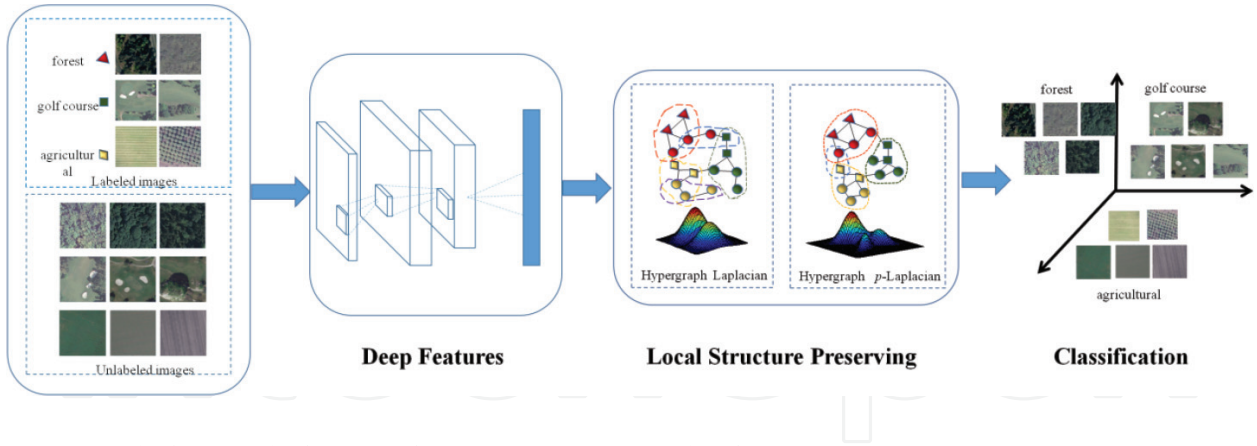 forest
golf course
agricultur
al
Labeled images
Unlabeled images
Deep Features
Hypergraph Laplacian
Hypergraph p-Laplacian
Local Structure Preserving
forest
golf course
agricultural
Classification